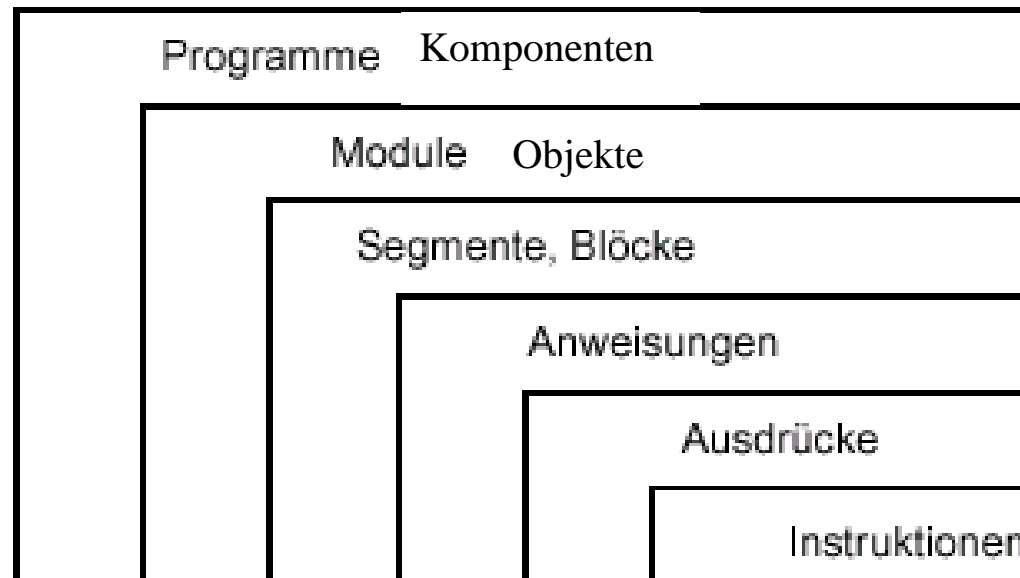 Programme Komponenten
Module Objekte
Segmente, Blöcke
Anweisungen
Ausdrücke
Instruktionen